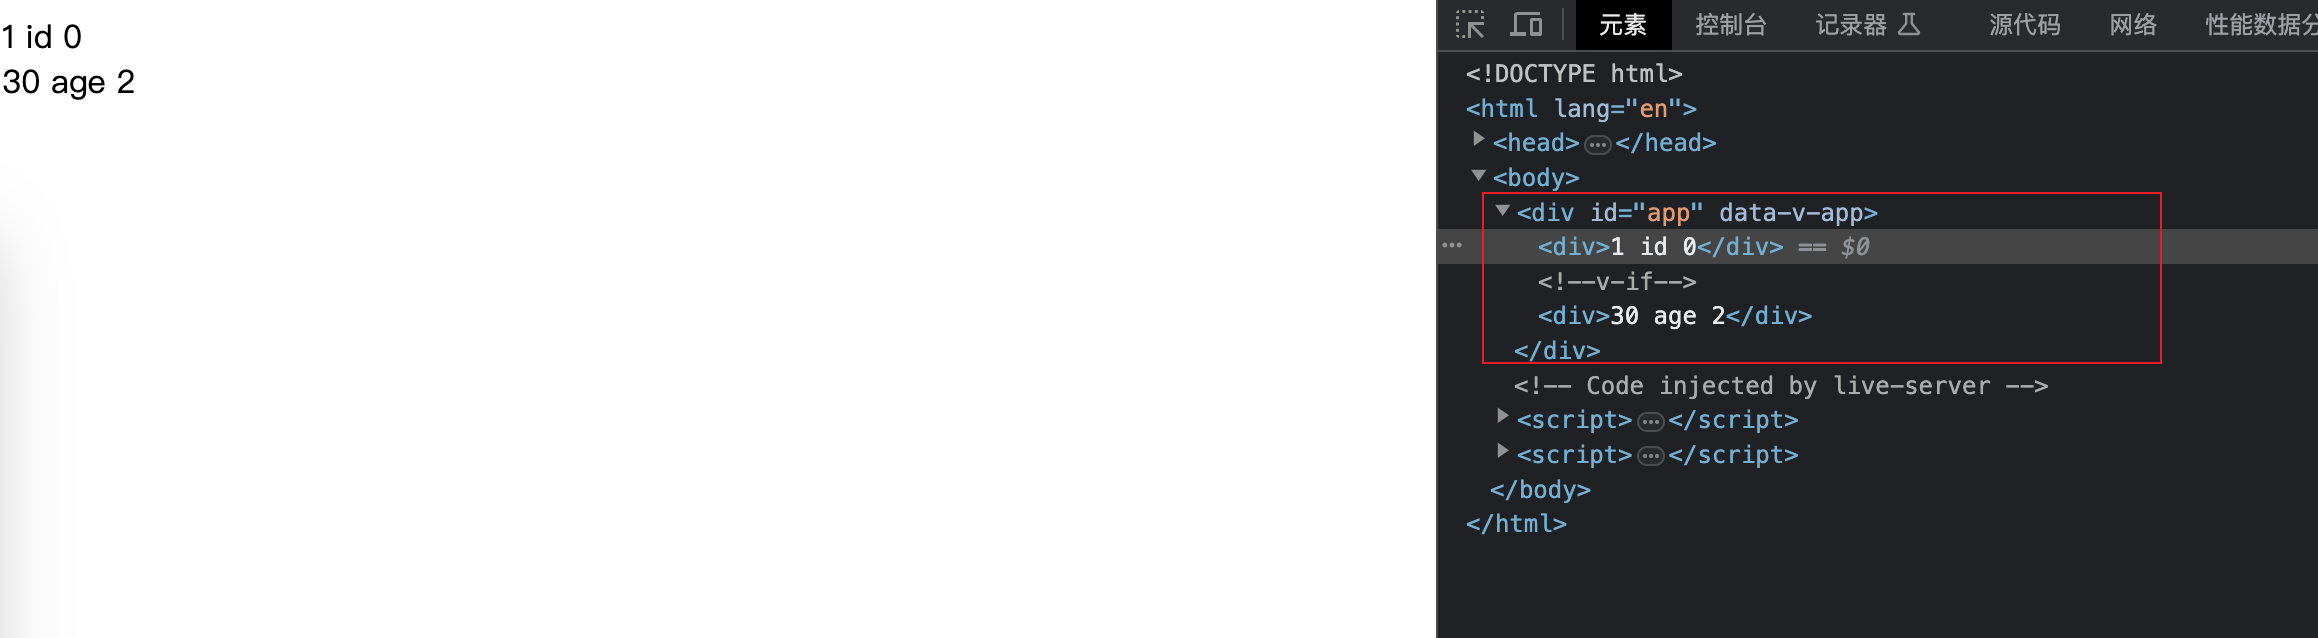 1 id 0
30 age 2
元素 控制台 记录器 源代码 网络 性能数据分
<!DOCTYPE html>
<html lang="en">
<head>…</head>
<body>
<div id="app" data-v-app>
… <div>1 id 0</div> == $0
<!--v-if-->
<div>30 age 2</div>
</div>
<!-- Code injected by live-server -->
<script>…</script>
<script>…</script>
</body>
</html>